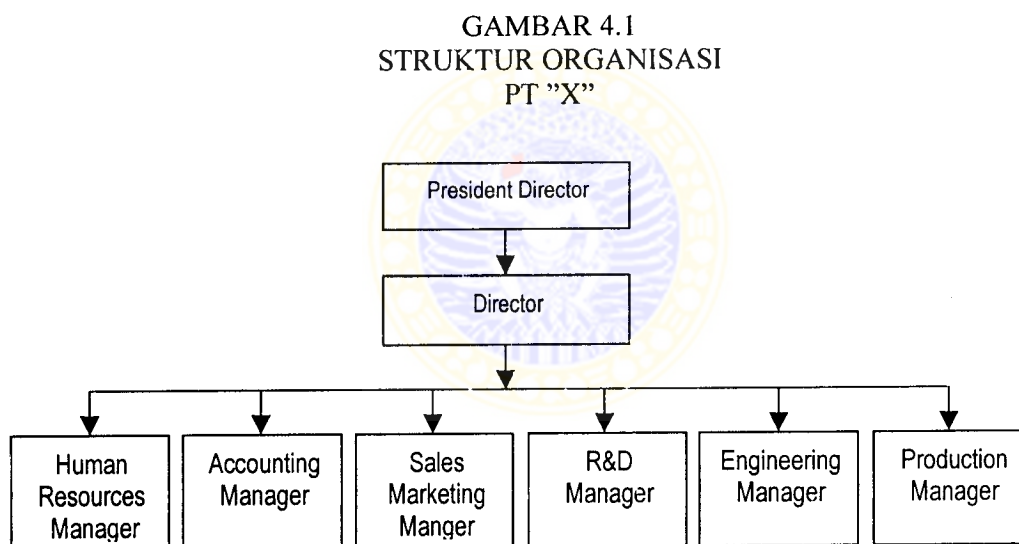 GAMBAR 4.1
STRUKTUR ORGANISASI
PT ”X”
President Director
Director
Human
Resources
Manager
Accounting
Manager
Sales
Marketing
Manger
R&D
Manager
Engineering
Manager
Production
Manager